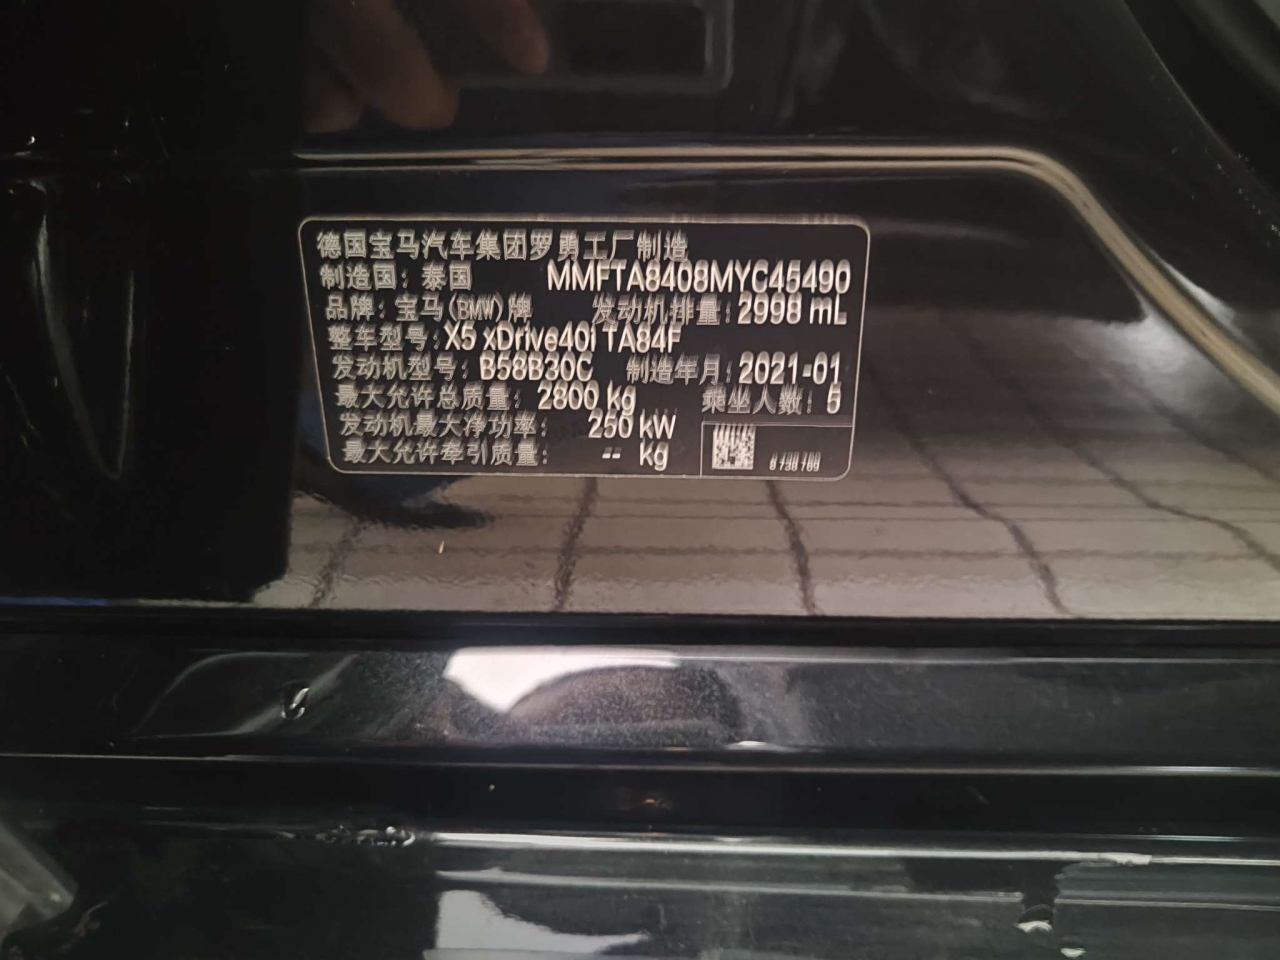 德国宝马汽车集团罗勇工厂制造
制造国：泰国 MMFTA8408MYC45490
品牌：宝马(BMW)牌 发动机排量：2998 mL
整车型号：X5 xDrive40i TA84F
发动机型号：B58B30C 制造年月：2021-01
最大允许总质量：2800 kg 乘坐人数：5
发动机最大净功率： 250 kW
最大允许牵引质量： -- kg